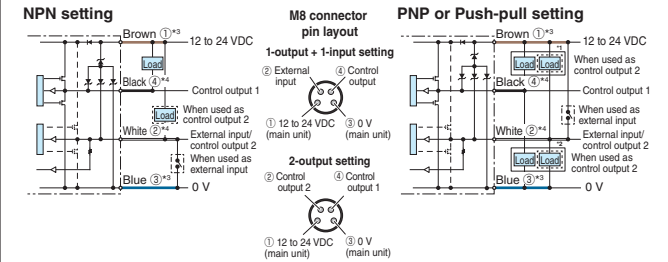 NPN setting
Brown ①*3
12 to 24 VDC
Load
Black ④*4
Control output 1
Load
When used as
control output 2
White ②*4
External input/
control output 2
When used as
external input
Blue ③*3
0 V
M8 connector
pin layout
1-output + 1-input setting
② External
input
④ Control
output
① 12 to 24 VDC
(main unit)
③ 0 V
(main unit)
2-output setting
② Control
output 2
④ Control
output 1
① 12 to 24 VDC
(main unit)
③ 0 V
(main unit)
PNP or Push-pull setting
Brown ①*3
12 to 24 VDC
*1
Load Load
When used as
control output 2
Black ④*4
Control output 1
When used as
external input
White ②*4
External input/
control output 2
*2
Load Load
When used as
control output 2
Blue ③*3
0 V